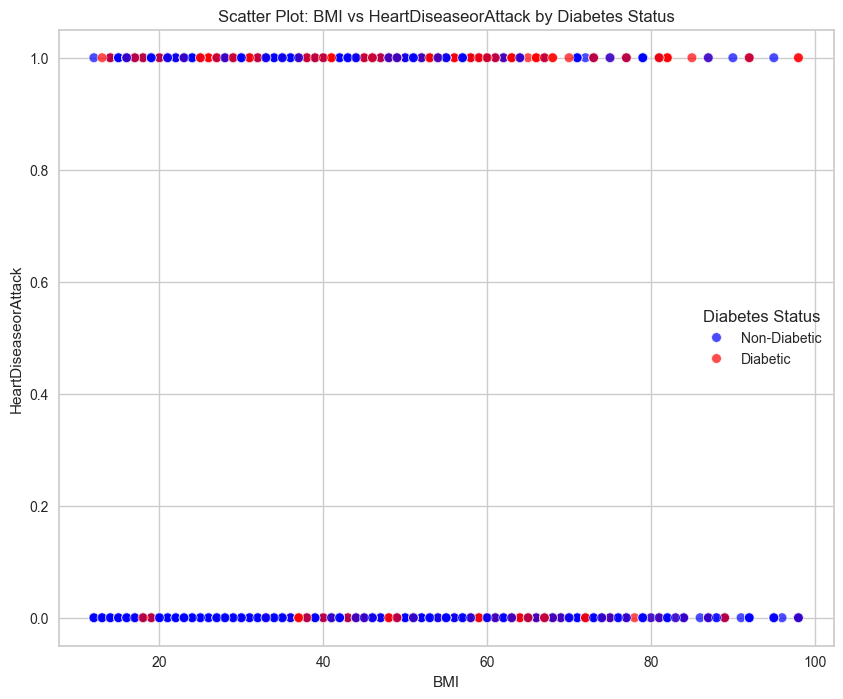 Scatter Plot: BMI vs HeartDiseaseorAttack by Diabetes Status
1.0
0.8
0.6
0.4
0.2
0.0
HeartDiseaseorAttack
Diabetes Status
Non-Diabetic
Diabetic
20
40
60
80
100
BMI